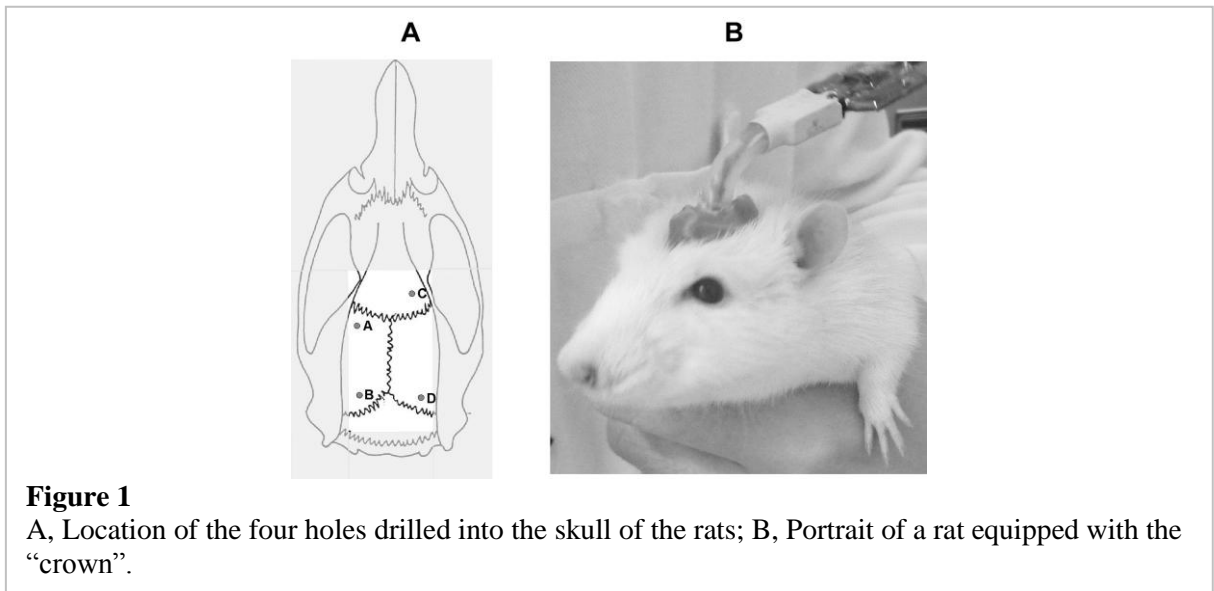 A B
C
A
B D
Figure 1
A, Location of the four holes drilled into the skull of the rats; B, Portrait of a rat equipped with the
“crown”.